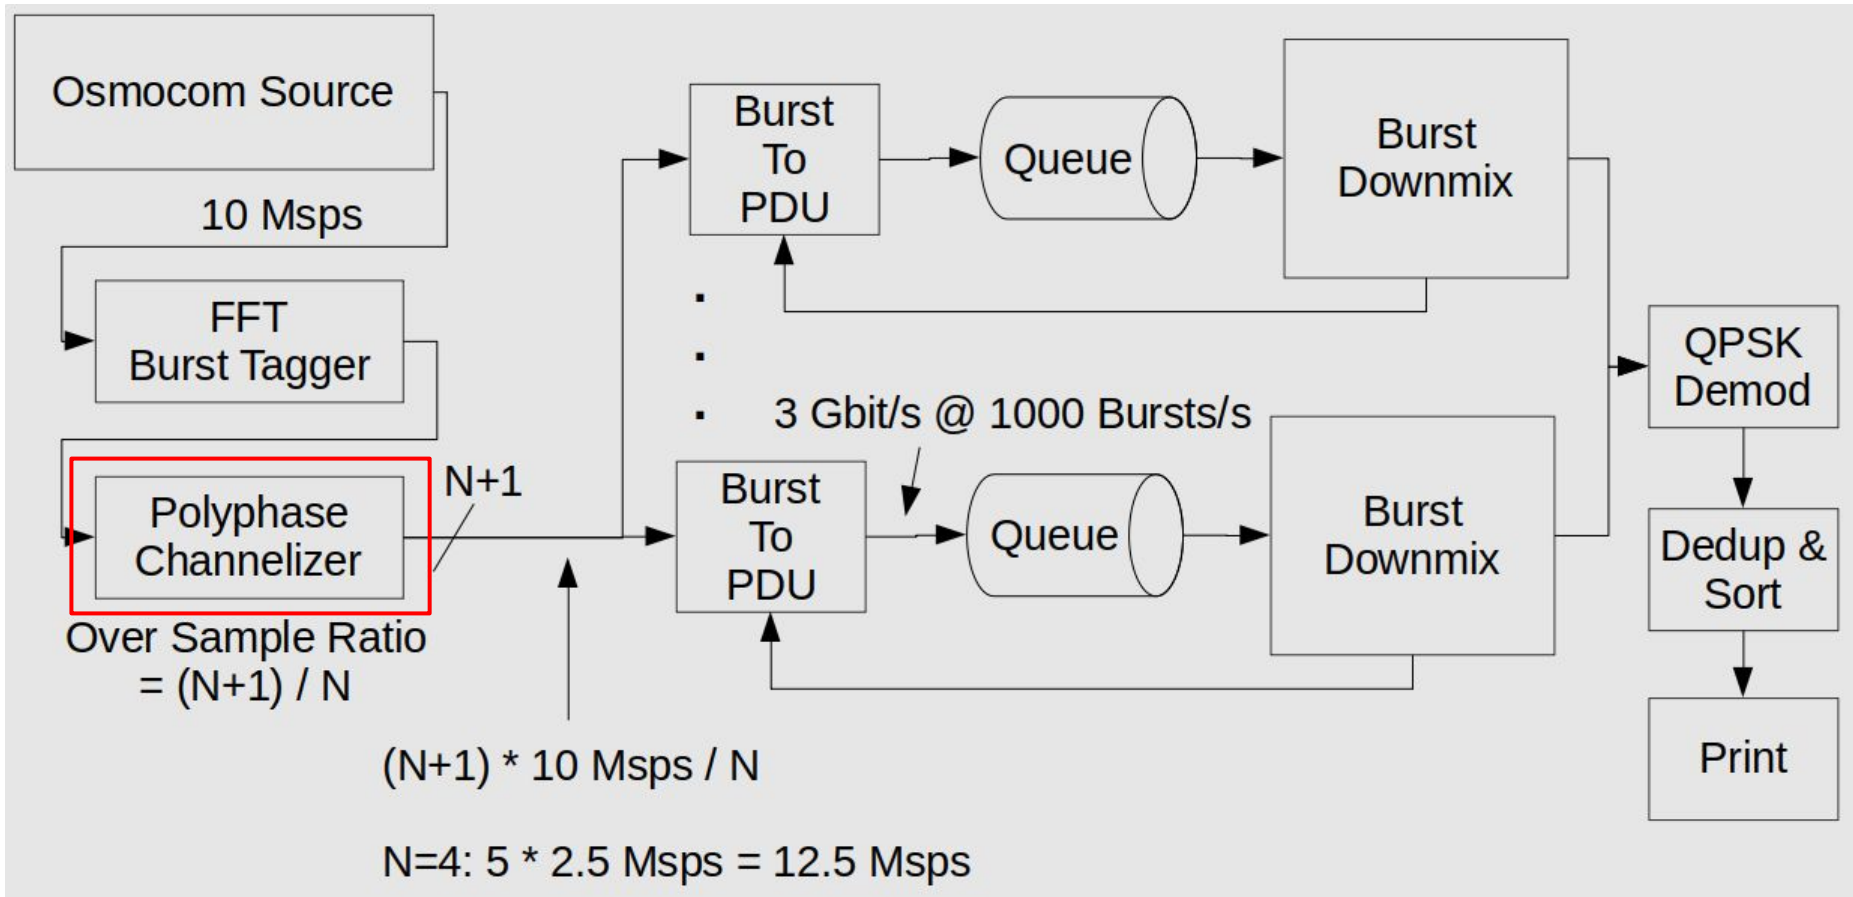 Osmocom Source
10 Msps
FFT
Burst Tagger
Polyphase
Channelizer
Over Sample Ratio
= (N+1) / N
N+1
(N+1) * 10 Msps / N
N=4: 5 * 2.5 Msps = 12.5 Msps
Burst
To
PDU
Queue
Burst
Downmix
.
.
.
3 Gbit/s @ 1000 Bursts/s
Burst
To
PDU
Queue
Burst
Downmix
QPSK
Demod
Dedup &
Sort
Print